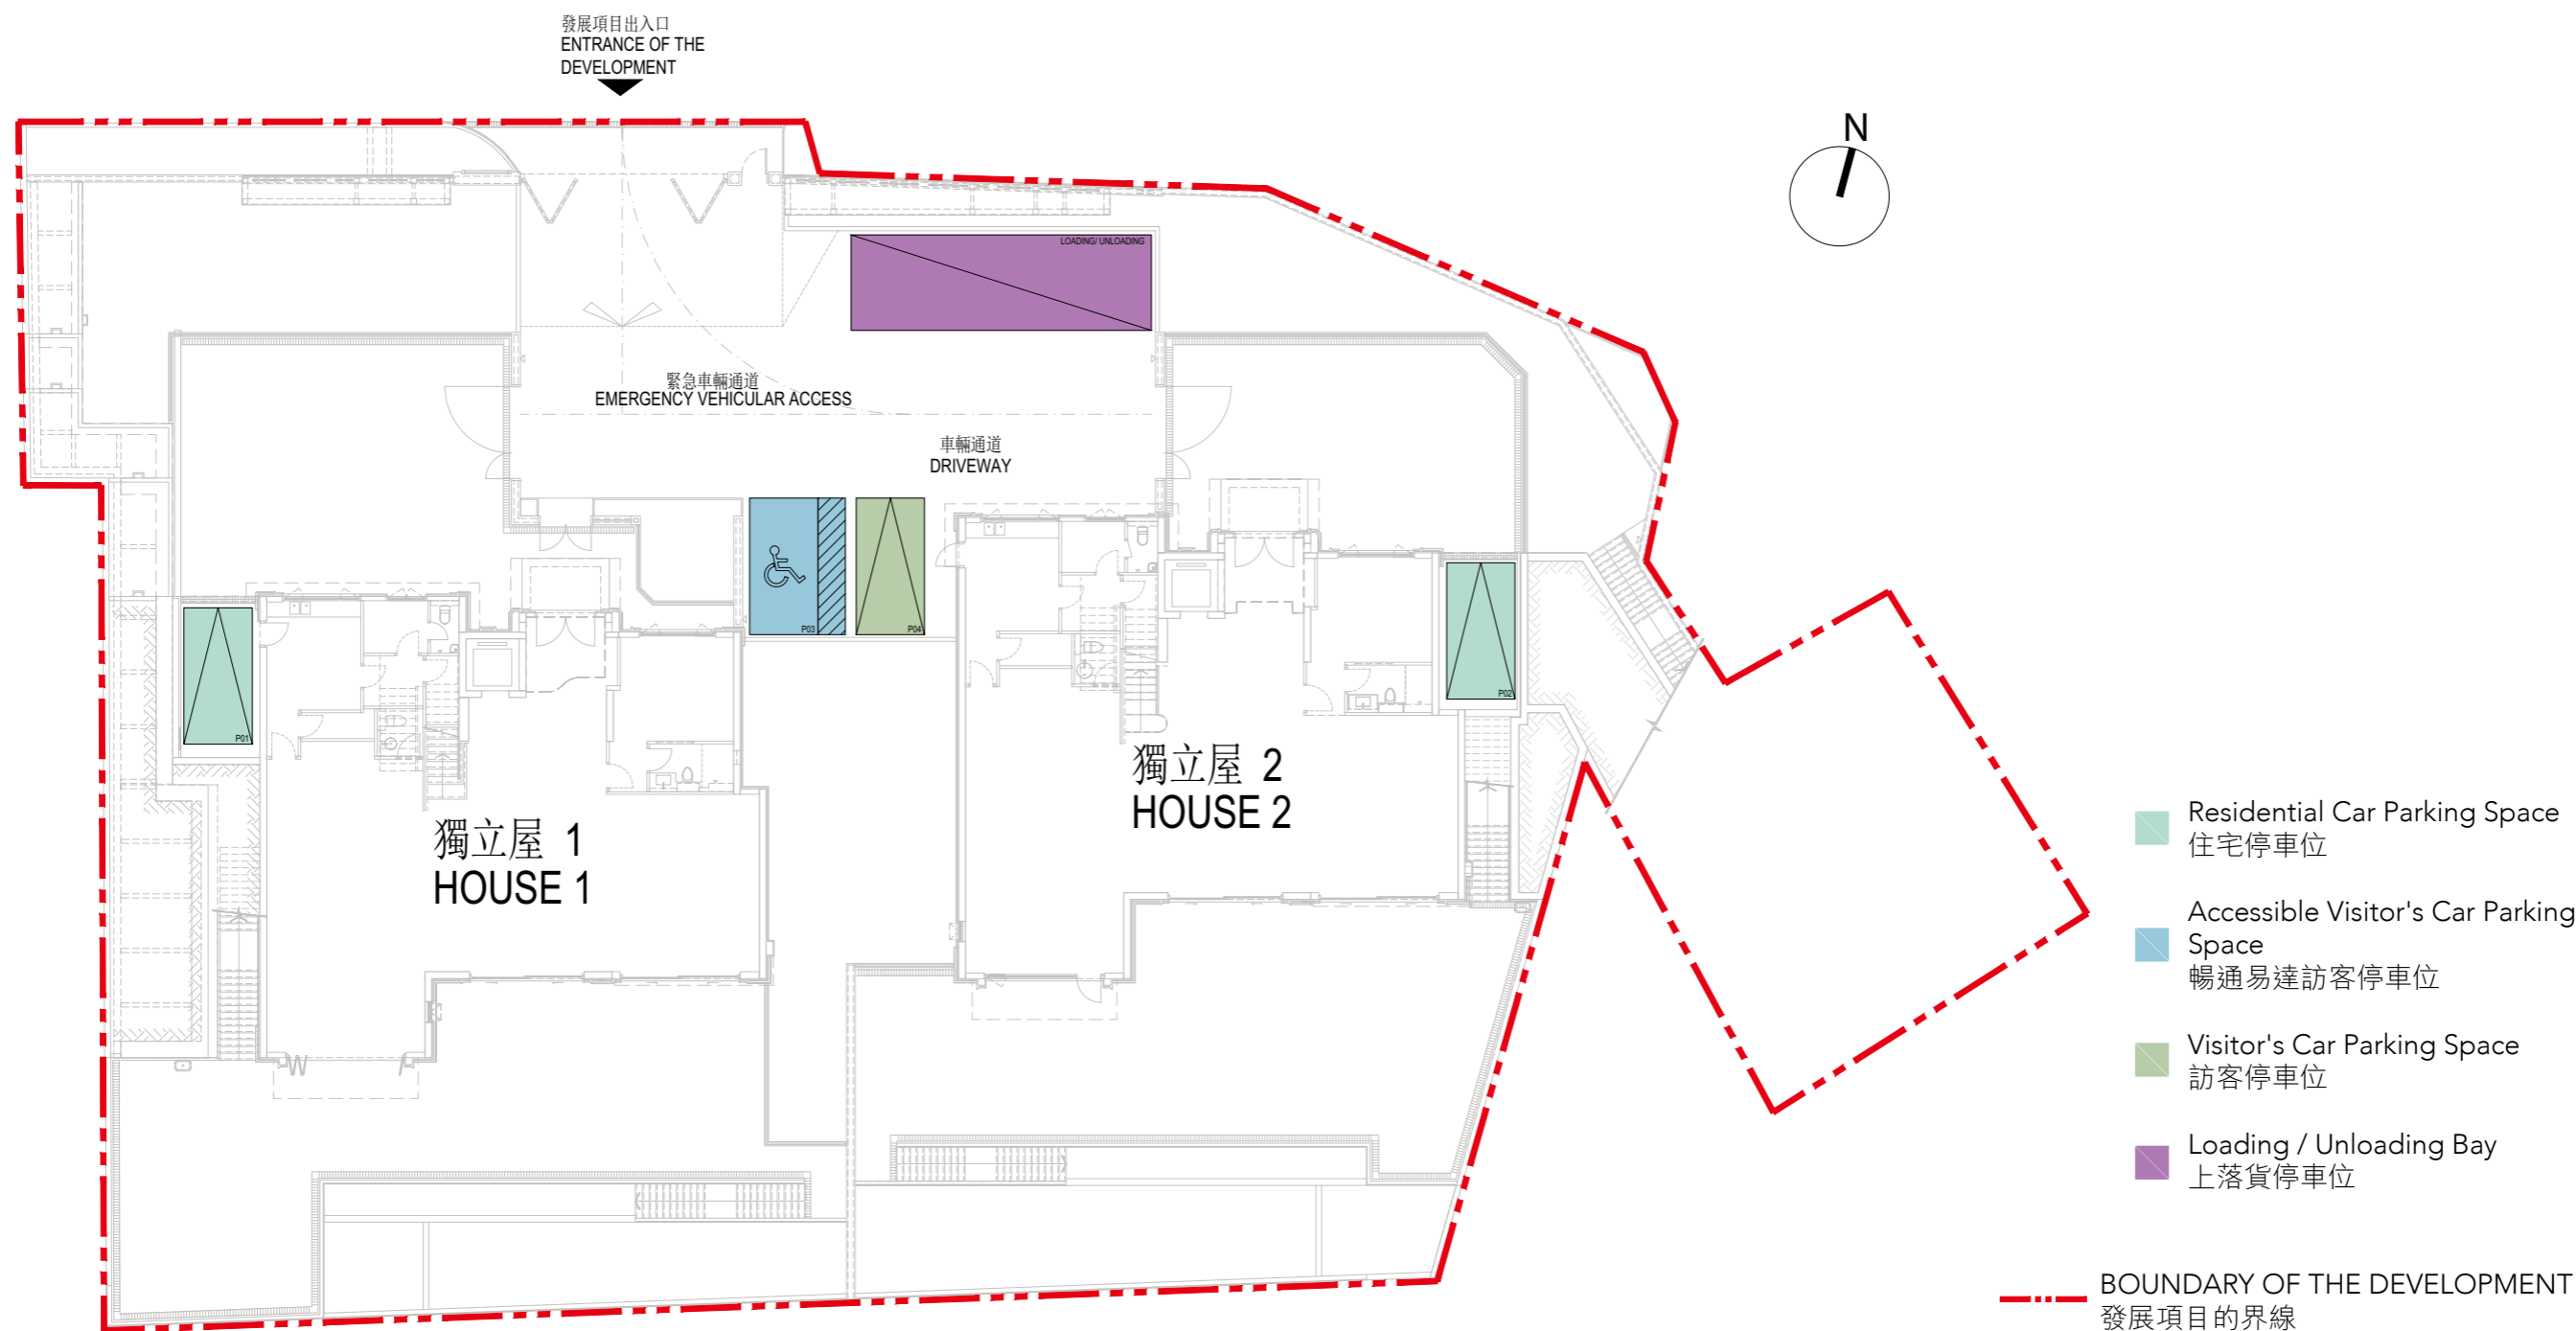 發展項目出入口
ENTRANCE OF THE
DEVELOPMENT
N
LOADING/ UNLOADING
緊急車輛通道
EMERGENCY VEHICULAR ACCESS
車輛通道
DRIVEWAY
P03
P04
P01
P02
獨立屋 1
HOUSE 1
獨立屋 2
HOUSE 2
Residential Car Parking Space
住宅停車位
Accessible Visitor's Car Parking
Space
暢通易達訪客停車位
Visitor's Car Parking Space
訪客停車位
Loading / Unloading Bay
上落貨停車位
BOUNDARY OF THE DEVELOPMENT
發展項目的界線